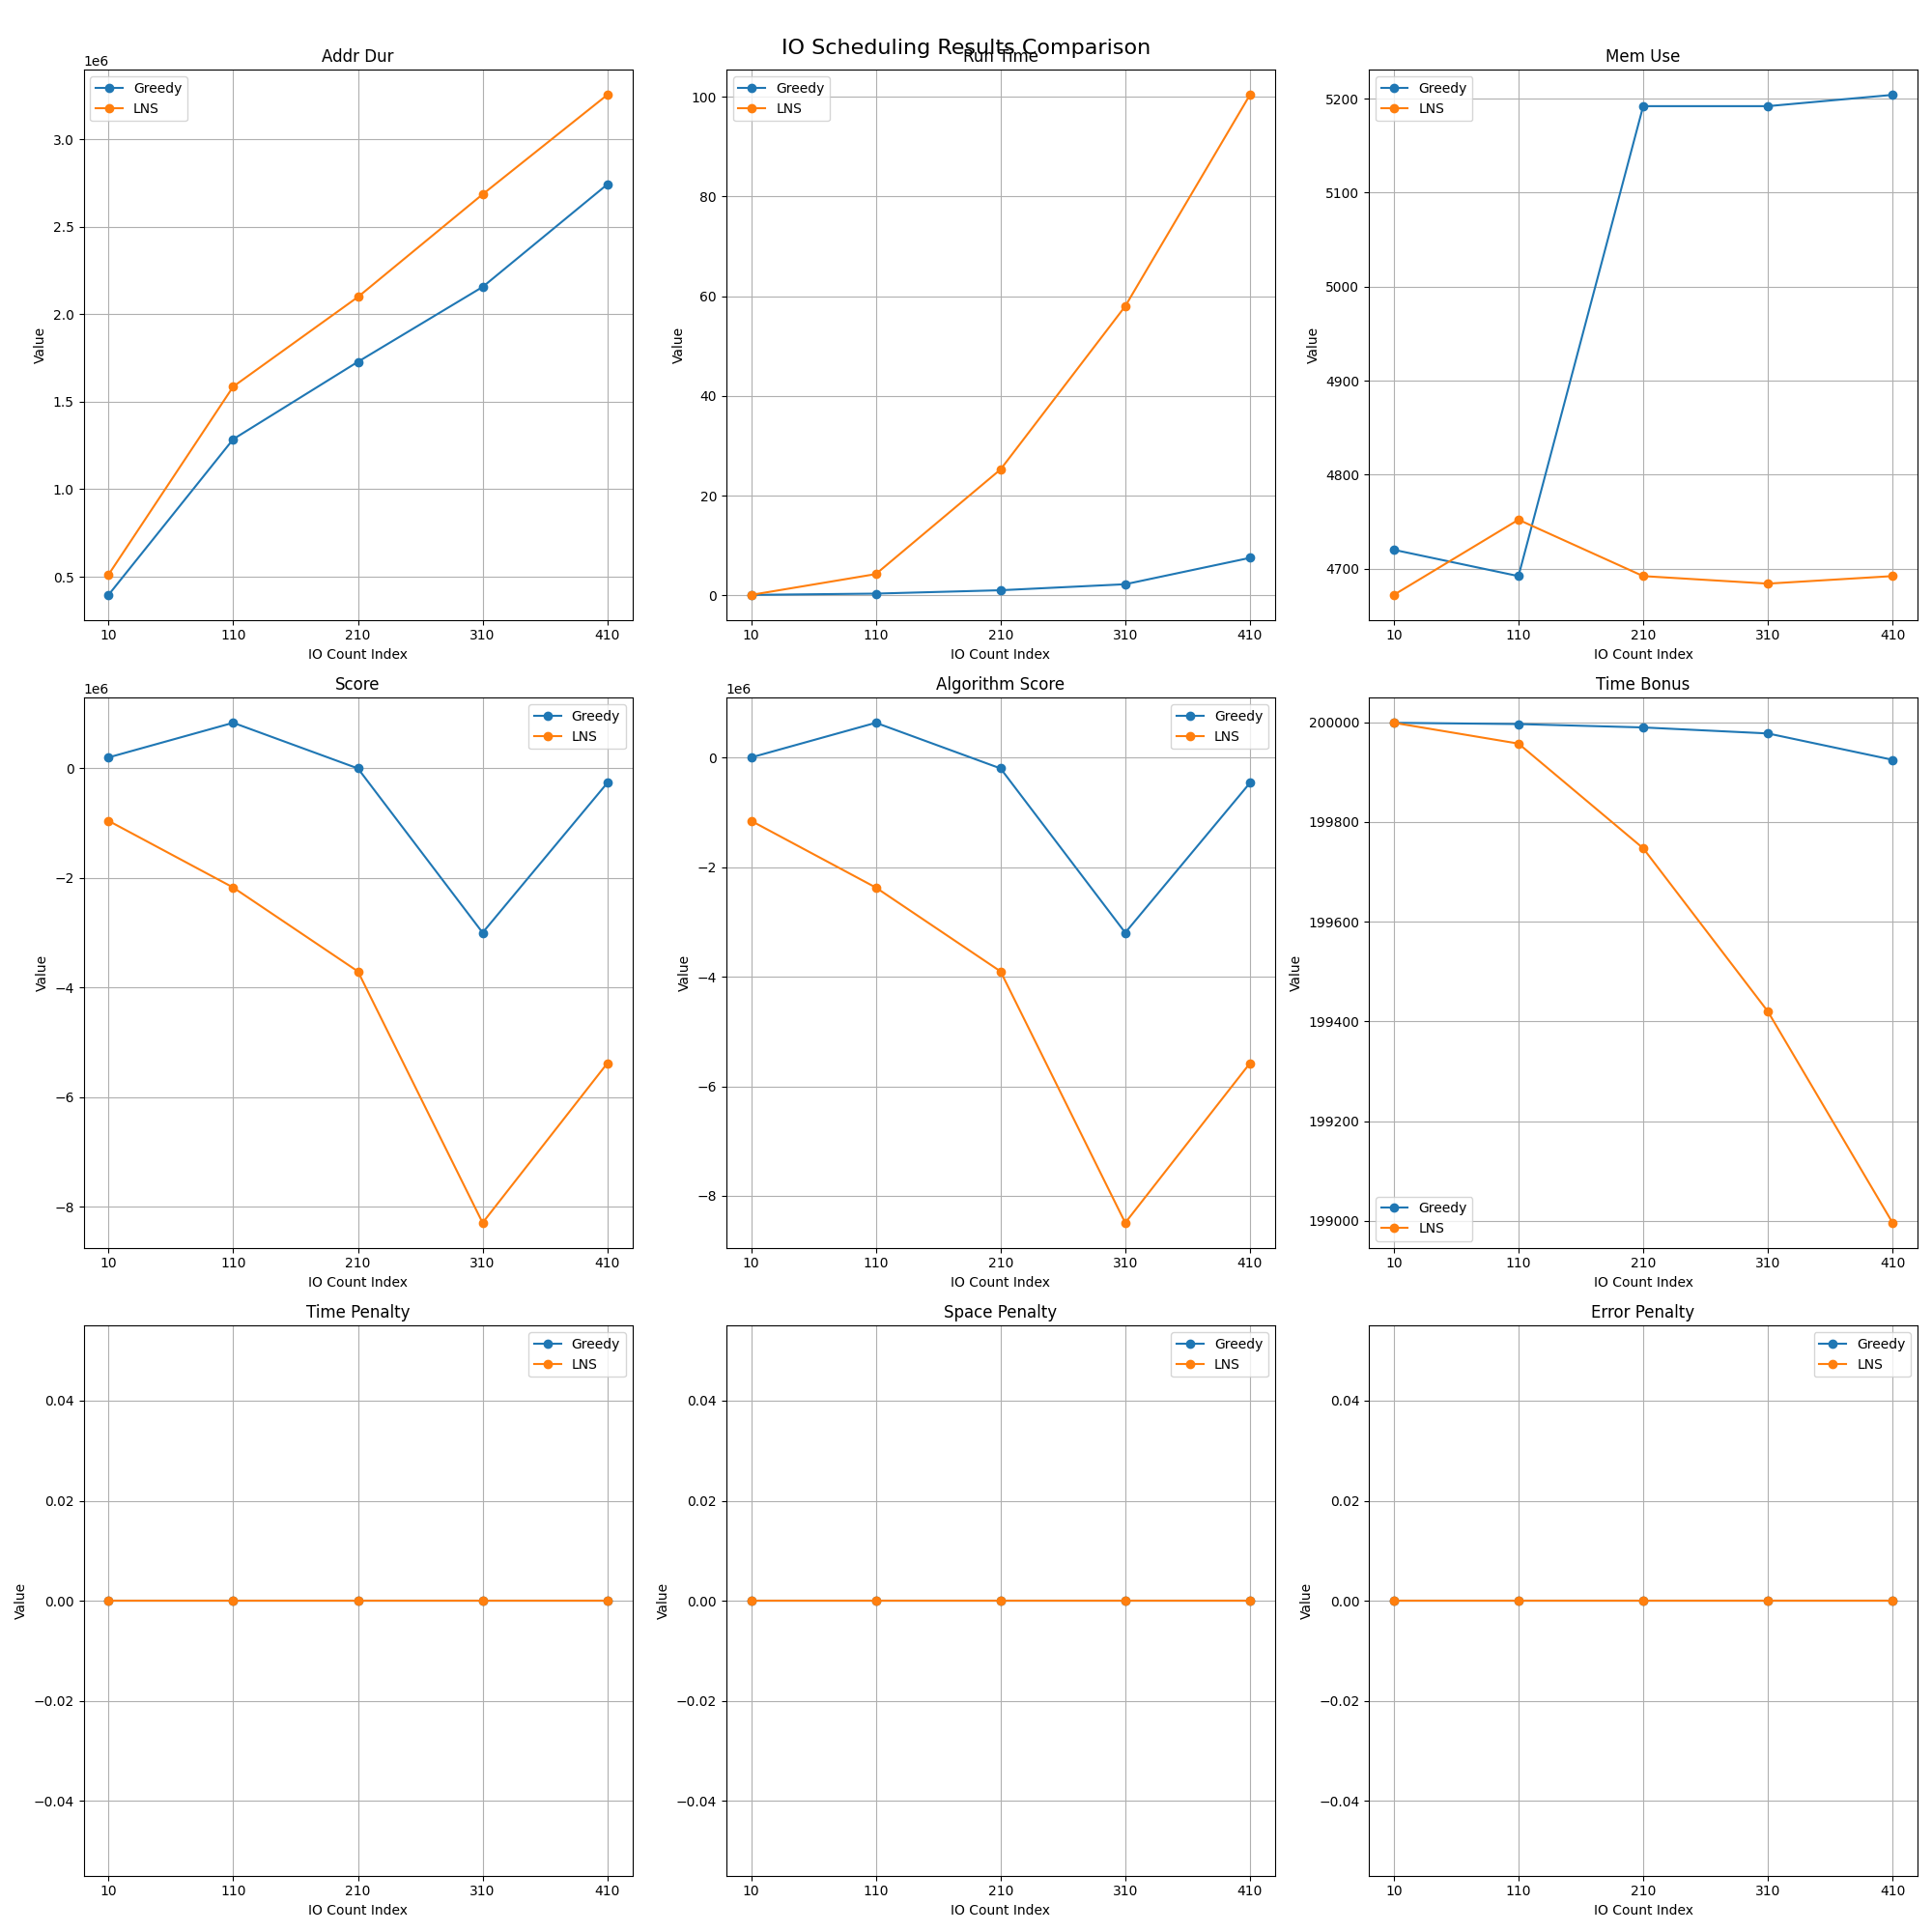 IO Scheduling Results Comparison
Addr Dur
1e6
Greedy
LNS
3.0
2.5
2.0
1.5
1.0
0.5
Value
10 110 210 310 410
IO Count Index
Run Time
Greedy
LNS
100
80
60
40
20
0
Value
10 110 210 310 410
IO Count Index
Mem Use
Greedy
LNS
5200
5100
5000
4900
4800
4700
Value
10 110 210 310 410
IO Count Index
Score
1e6
Greedy
LNS
0
−2
−4
−6
−8
Value
10 110 210 310 410
IO Count Index
Algorithm Score
1e6
Greedy
LNS
0
−2
−4
−6
−8
Value
10 110 210 310 410
IO Count Index
Time Bonus
200000
199800
199600
199400
199200
199000
Value
Greedy
LNS
10 110 210 310 410
IO Count Index
Time Penalty
Greedy
LNS
0.04
0.02
0.00
−0.02
−0.04
Value
10 110 210 310 410
IO Count Index
Space Penalty
Greedy
LNS
0.04
0.02
0.00
−0.02
−0.04
Value
10 110 210 310 410
IO Count Index
Error Penalty
Greedy
LNS
0.04
0.02
0.00
−0.02
−0.04
Value
10 110 210 310 410
IO Count Index